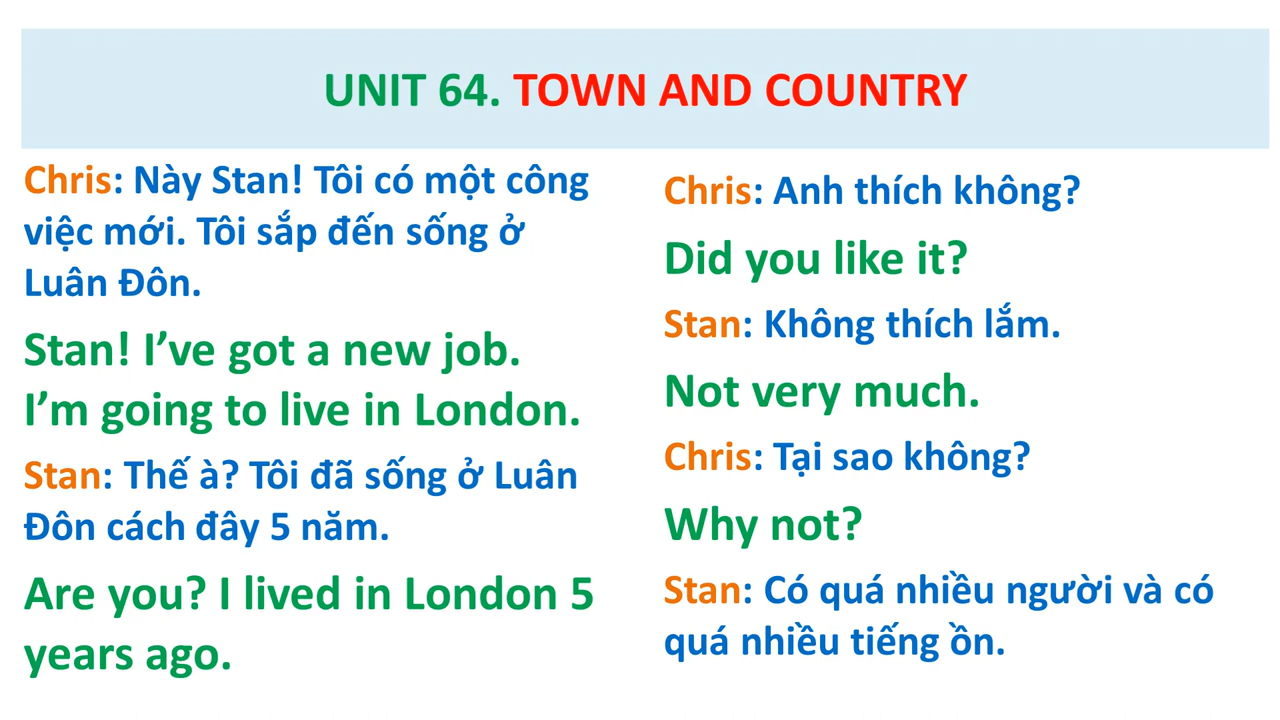 UNIT 64. TOWN AND COUNTRY
Chris: Này Stan! Tôi có một công
việc mới. Tôi sắp đến sống ở
Luân Đôn.
Stan! I’ve got a new job.
I’m going to live in London.
Stan: Thế à? Tôi đã sống ở Luân
Đôn cách đây 5 năm.
Are you? I lived in London 5
years ago.
Chris: Anh thích không?
Did you like it?
Stan: Không thích lắm.
Not very much.
Chris: Tại sao không?
Why not?
Stan: Có quá nhiều người và có
quá nhiều tiếng ồn.